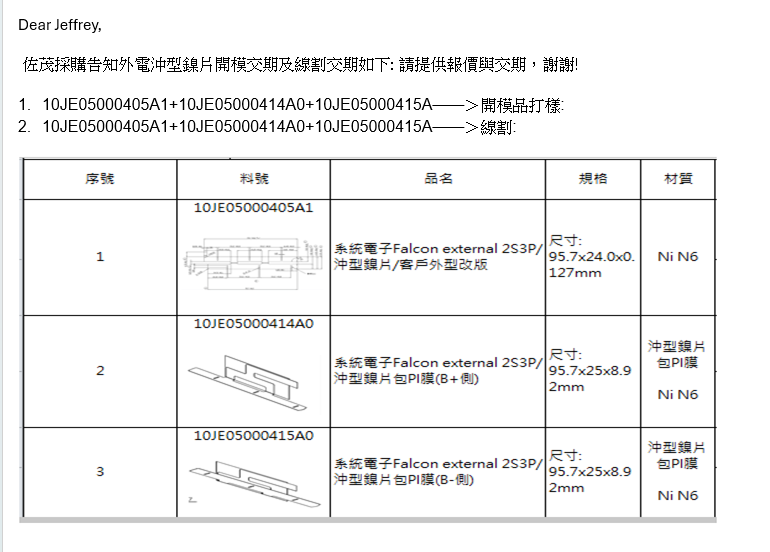 Dear Jeffrey,
佐茂採購告知外電沖型鎳片開模交期及線割交期如下: 請提供報價與交期，謝謝!
1. 10JE05000405A1+10JE05000414A0+10JE05000415A——＞開模品打樣:
2. 10JE05000405A1+10JE05000414A0+10JE05000415A——＞線割:
序號 料號 品名 規格 材質
10JE05000405A1
1
系統電子Falcon external 2S3P/
沖型鎳片/客戶外型改版
尺寸:
95.7x24.0x0.
127mm
Ni N6
10JE05000414A0
2
系統電子Falcon external 2S3P/
沖型鎳片包PI膜(B+側)
尺寸:
95.7x25x8.9
2mm
沖型鎳片
包PI膜
Ni N6
10JE05000415A0
3
系統電子Falcon external 2S3P/
沖型鎳片包PI膜(B-側)
尺寸:
95.7x25x8.9
2mm
沖型鎳片
包PI膜
Ni N6